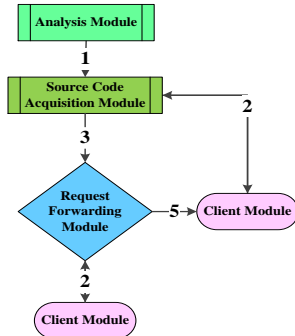 Analysis Module
1
Source Code
Acquisition Module
2
3
Request
Forwarding
Module
5
Client Module
2
Client Module